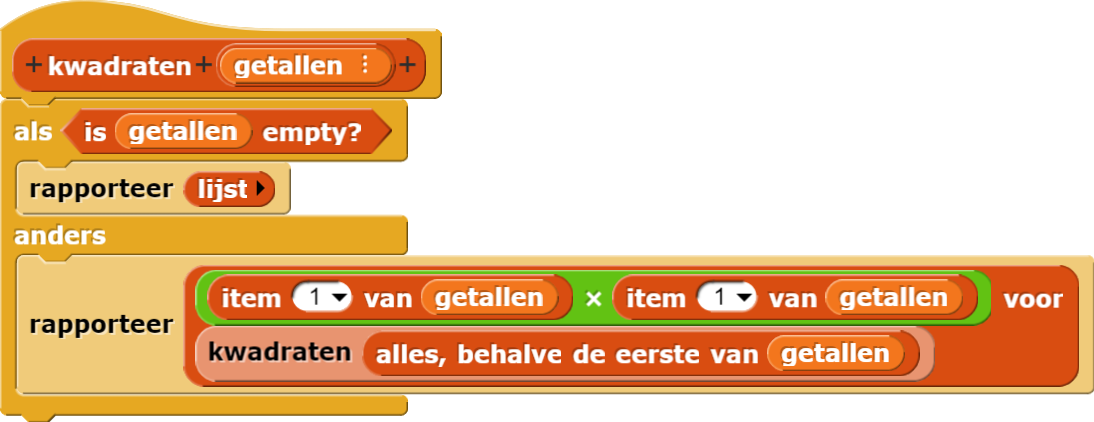 + kwadraten + getallen ⋮ +
als is getallen empty?
rapporteer lijst
anders
item 1 van getallen × item 1 van getallen voor
rapporteer
kwadraten alles, behalve de eerste van getallen